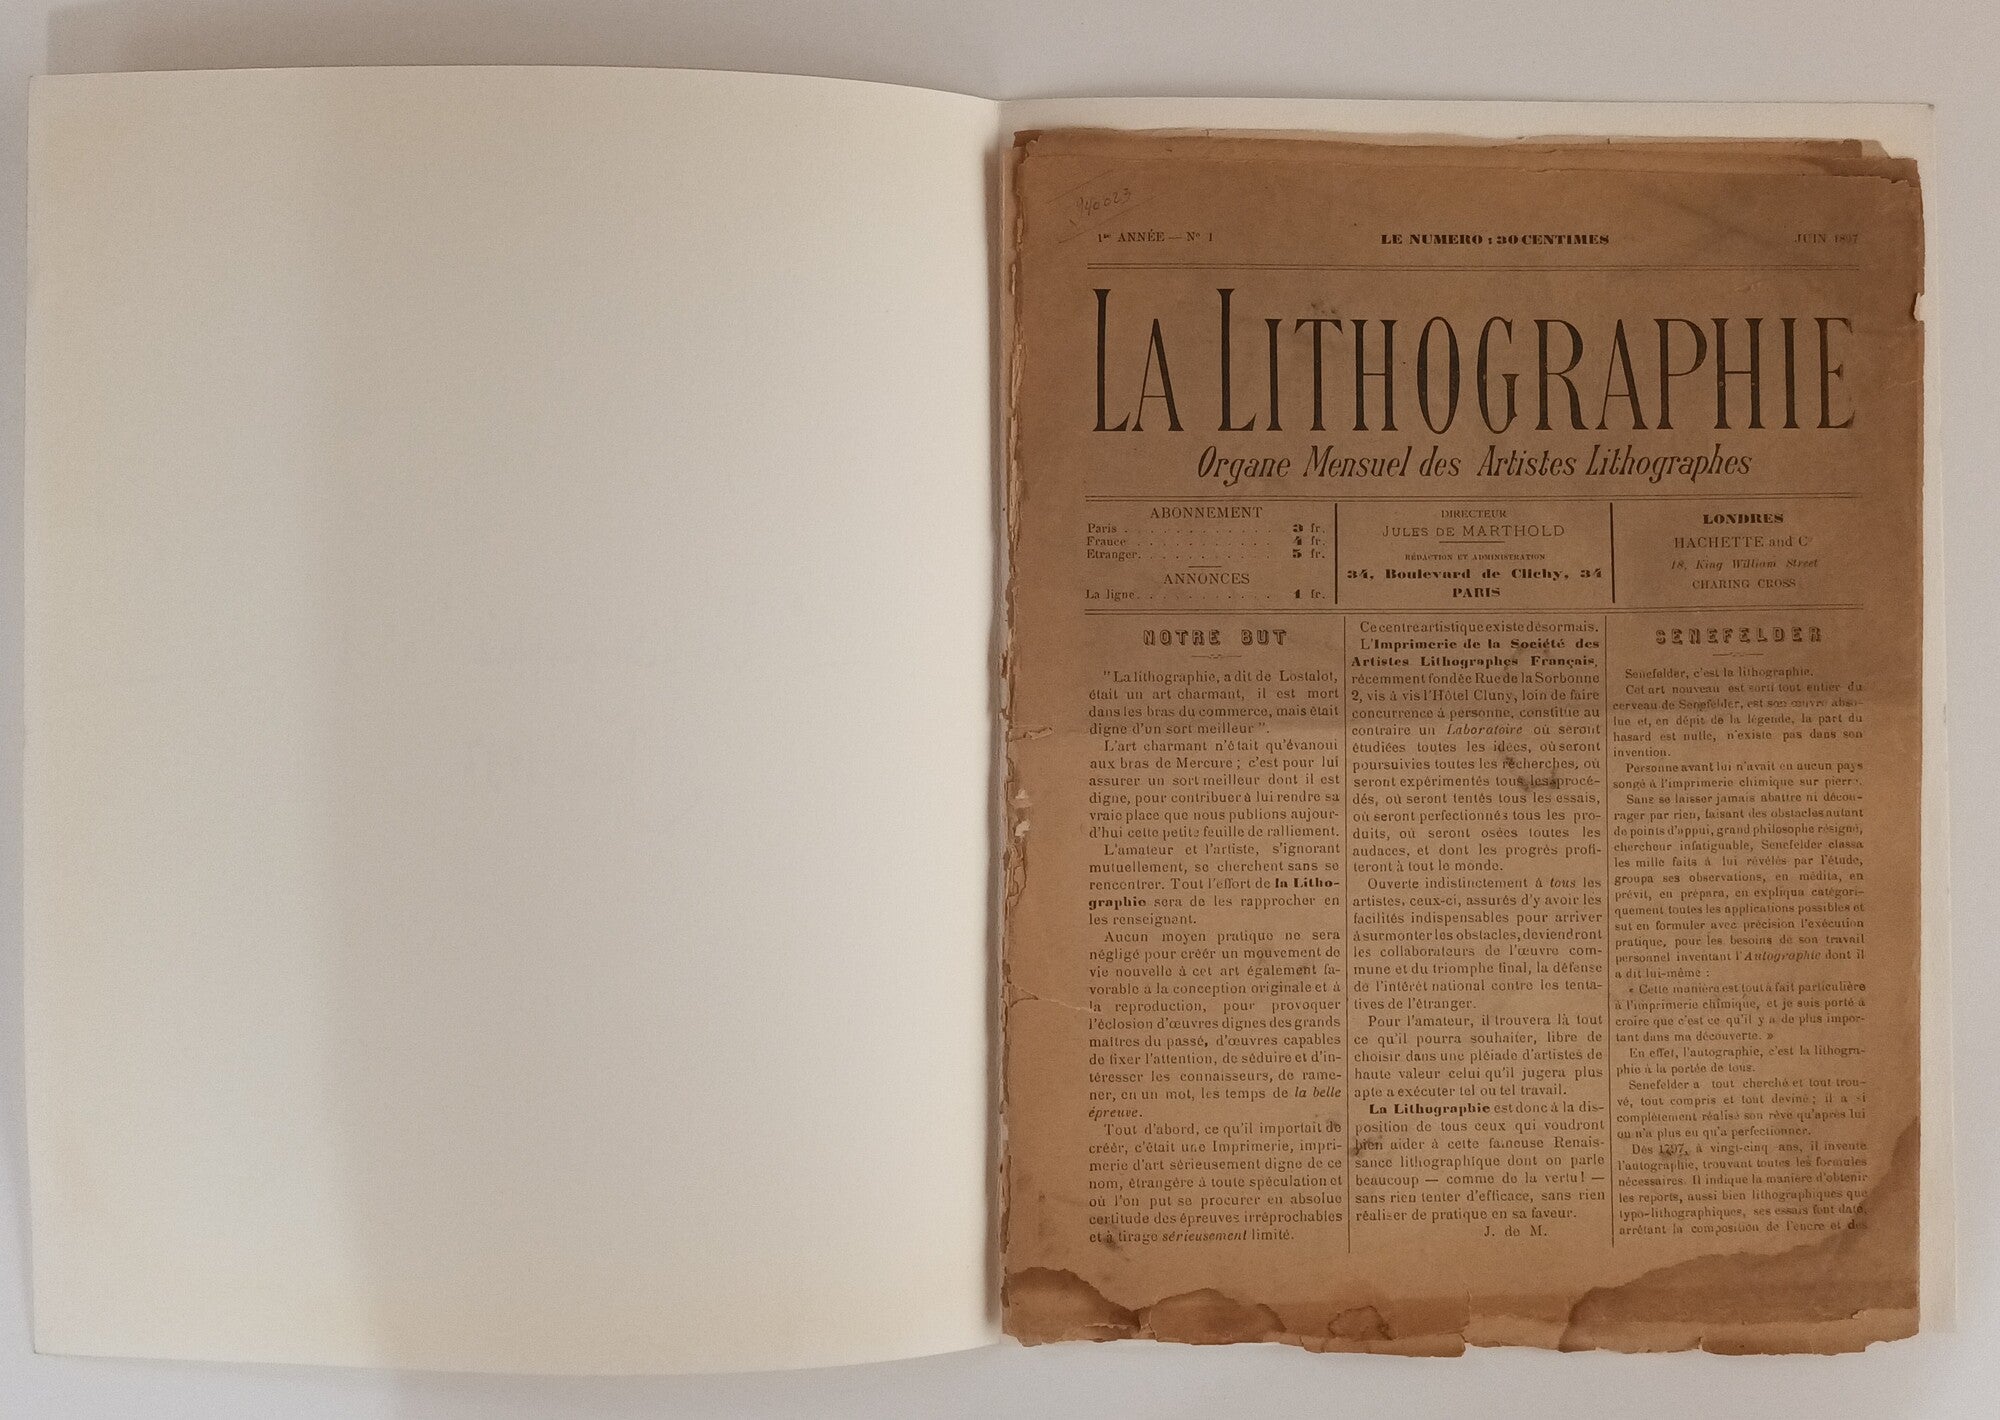 940023
1re ANNÉE — No 1
LE NUMERO : 30 CENTIMES
JUIN 1897
LA LITHOGRAPHIE
Organe Mensuel des Artistes Lithographes
ABONNEMENT
Paris . . . . . . . . . . . 3 fr.
France . . . . . . . . . . . 4 fr.
Etranger. . . . . . . . . . 5 fr.
ANNONCES
La ligne. . . . . . . . . . 1 fr.
DIRECTEUR
JULES DE MARTHOLD
RÉDACTION ET ADMINISTRATION
34, Boulevard de Clichy, 34
PARIS
LONDRES
HACHETTE and Co
18, King William Street
CHARING CROSS
NOTRE BUT
"La lithographie, a dit de Lostalot,
était un art charmant, il est mort
dans les bras du commerce, mais était
digne d'un sort meilleur".
L'art charmant n'était qu'évanoui
aux bras de Mercure ; c'est pour lui
assurer un sort meilleur dont il est
digne, pour contribuer à lui rendre sa
vraie place que nous publions aujour-
d'hui cette petite feuille de ralliement.
L'amateur et l'artiste, s'ignorant
mutuellement, se cherchent sans se
rencontrer. Tout l'effort de la Litho-
graphie sera de les rapprocher en
les renseignant.
Aucun moyen pratique ne sera
négligé pour créer un mouvement de
vie nouvelle à cet art également fa-
vorable à la conception originale et à
la reproduction, pour provoquer
l'éclosion d'œuvres dignes des grands
maîtres du passé, d'œuvres capables
de fixer l'attention, de séduire et d'in-
téresser les connaisseurs, de rame-
ner, en un mot, les temps de la belle
épreuve.
Tout d'abord, ce qu'il importait de
créér, c'était une Imprimerie, impri-
merie d'art sérieusement digne de ce
nom, étrangère à toute spéculation et
où l'on put se procurer en absolue
certitude des épreuves irréprochables
et à tirage sérieusement limité.
Ce centre artistique existe désormais.
L'Imprimerie de la Société des
Artistes Lithographes Français,
récemment fondée Rue de la Sorbonne
2, vis à vis l'Hôtel Cluny, loin de faire
concurrence à personne, constitue au
contraire un Laboratoire où seront
étudiées toutes les idées, où seront
poursuivies toutes les recherches, où
seront expérimentés tous les procé-
dés, où seront tentés tous les essais,
où seront perfectionnés tous les pro-
duits, où seront osées toutes les
audaces, et dont les progrès profi-
teront à tout le monde.
Ouverte indistinctement à tous les
artistes, ceux-ci, assurés d'y avoir les
facilités indispensables pour arriver
à surmonter les obstacles, deviendront
les collaborateurs de l'œuvre com-
mune et du triomphe final, la défense
de l'intérêt national contre les tenta-
tives de l'étranger.
Pour l'amateur, il trouvera là tout
ce qu'il pourra souhaiter, libre de
choisir dans une pléiade d'artistes de
haute valeur celui qu'il jugera plus
apte a exécuter tel ou tel travail.
La Lithographie est donc à la dis-
position de tous ceux qui voudront
bien aider à cette fameuse Renais-
sance lithographique dont on parle
beaucoup — comme de la vertu ! —
sans rien tenter d'efficace, sans rien
réaliser de pratique en sa faveur.
J. de M.
SENEFELDER
Senefelder, c'est la lithographie.
Cet art nouveau est sorti tout entier du
cerveau de Senefelder, est son œuvre abso-
lue et, en dépit de la légende, la part du
hasard est nulle, n'existe pas dans son
invention.
Personne avant lui n'avait en aucun pays
songé à l'imprimerie chimique sur pierre.
Sans se laisser jamais abattre ni décou-
rager par rien, faisant des obstacles autant
de points d'appui, grand philosophe résigné,
chercheur infatiguable, Senefelder classa
les mille faits à lui révélés par l'étude,
groupa ses observations, en médita, en
prévit, en prépara, en expliqua catégori-
quement toutes les applications possibles et
sut en formuler avec précision l'exécution
pratique, pour les besoins de son travail
personnel inventant l'Autographie dont il
a dit lui-même :
« Cette manière est tout à fait particulière
à l'imprimerie chimique, et je suis porté à
croire que c'est ce qu'il y a de plus impor-
tant dans ma découverte. »
En effet, l'autographie, c'est la lithogra-
phie à la portée de tous.
Senefelder a tout cherché et tout trou-
vé, tout compris et tout deviné ; il a si
complètement réalisé son rêve qu'après lui
on n'a plus eu qu'a perfectionner.
Dès 1797, à vingt-cinq ans, il invente
l'autographie, trouvant toutes les formules
nécessaires. Il indique la manière d'obtenir
les reports, aussi bien lithographiques que
typo-lithographiques, ses essais font date,
arrêtant la composition de l'encre et des